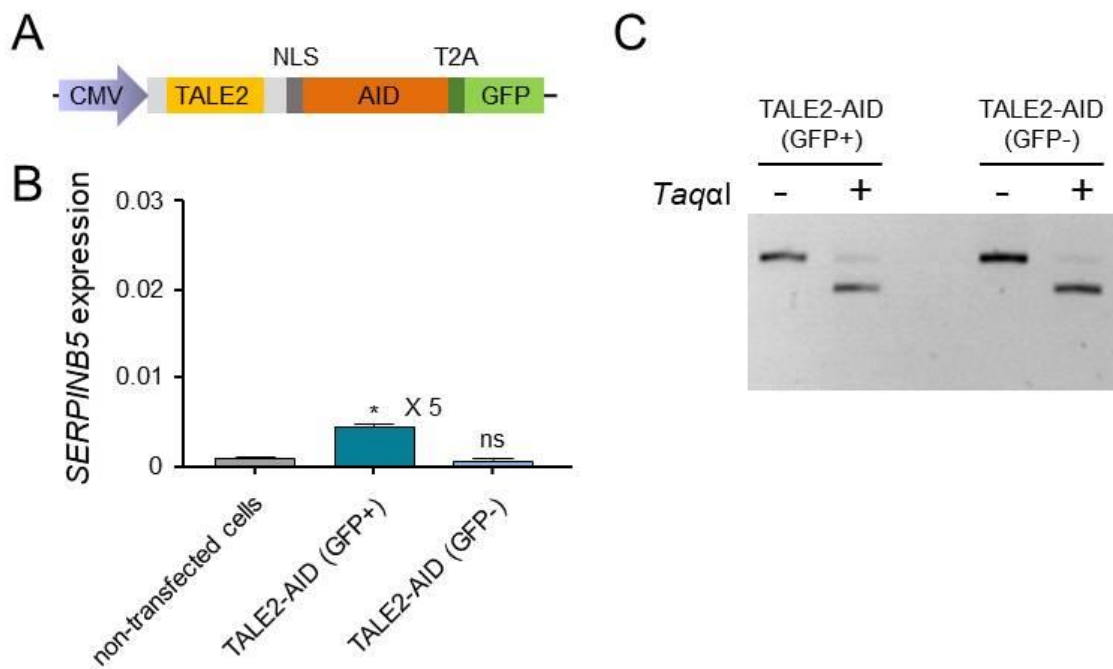 A
NLS
T2A
CMV
TALE2
AID
GFP
B
SERPINB5 expression
0.03
0.02
0.01
0
* X 5
ns
non-transfected cells
TALE2-AID (GFP+)
TALE2-AID (GFP-)
C
TALE2-AID
(GFP+)
TALE2-AID
(GFP-)
TaqαI
- +
- +